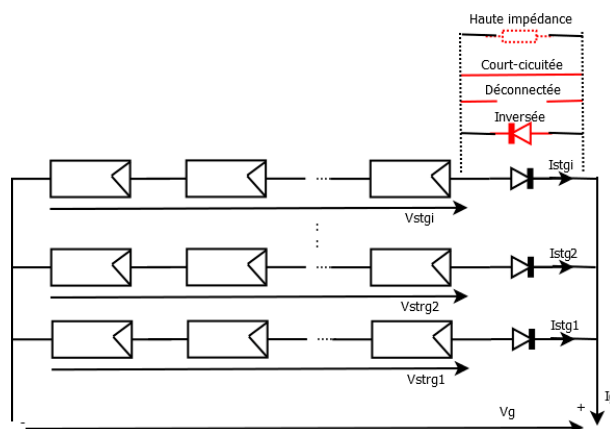 Haute impédance
Court-cicuitée
Déconnectée
Inversée
Istgi
Vstgi
Istg2
Vstrg2
Istg1
Vstrg1
- Vg +